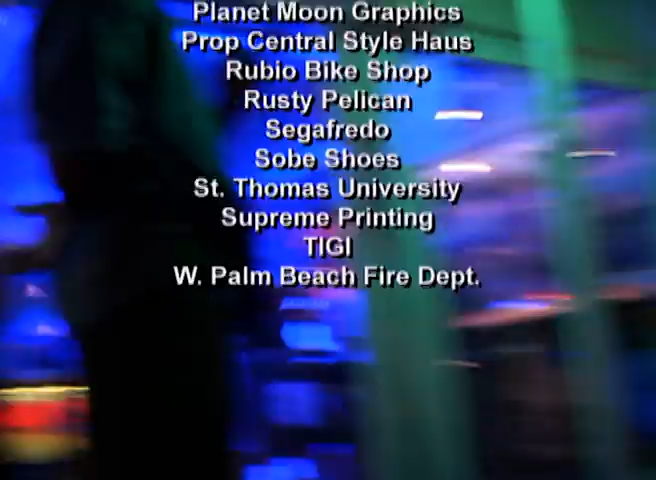 Planet Moon Graphics
Prop Central Style Haus
Rubio Bike Shop
Rusty Pelican
Segafredo
Sobe Shoes
St. Thomas University
Supreme Printing
TIGI
W. Palm Beach Fire Dept.